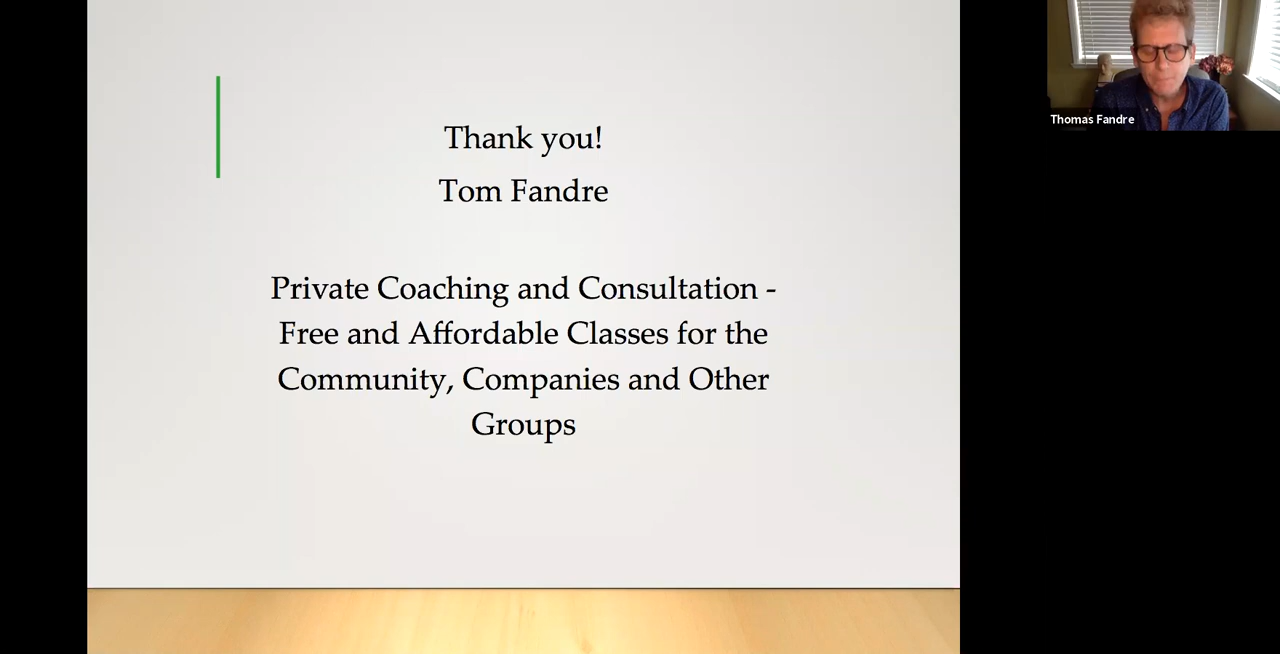 Thank you!
Tom Fandre
Private Coaching and Consultation -
Free and Affordable Classes for the
Community, Companies and Other
Groups
Thomas Fandre